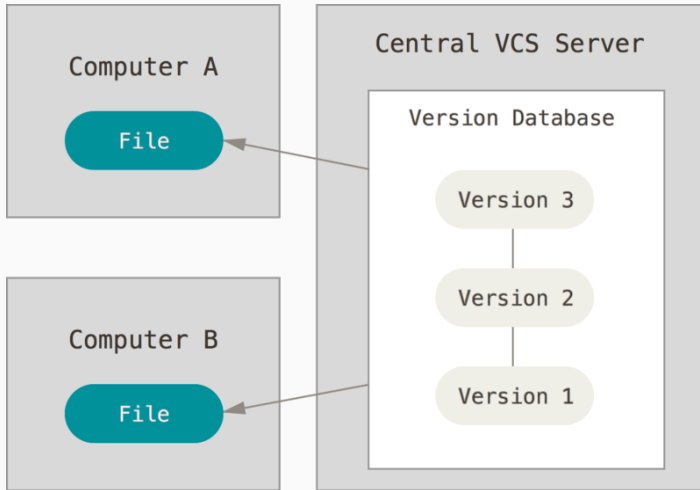 Computer A
File
Computer B
File
Central VCS Server
Version Database
Version 3
Version 2
Version 1